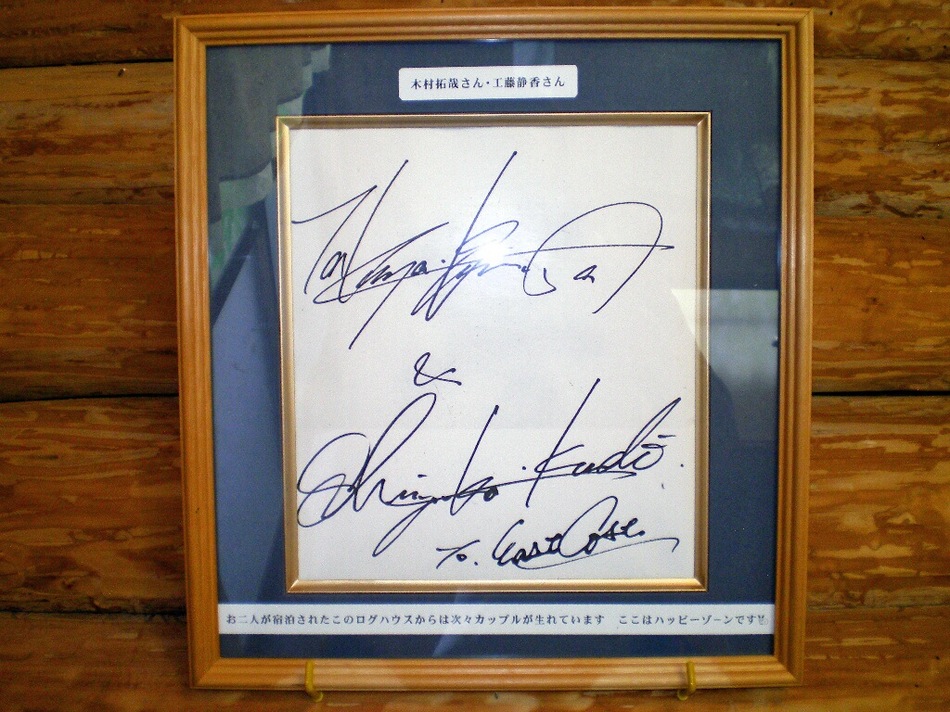 木村拓哉さん・工藤静香さん
Takuya. Kimura
&
Shizuka. Kudō.
To. East Cost.
お二人が宿泊されたこのログハウスからは次々カップルが生れています　ここはハッピーゾーンです!!